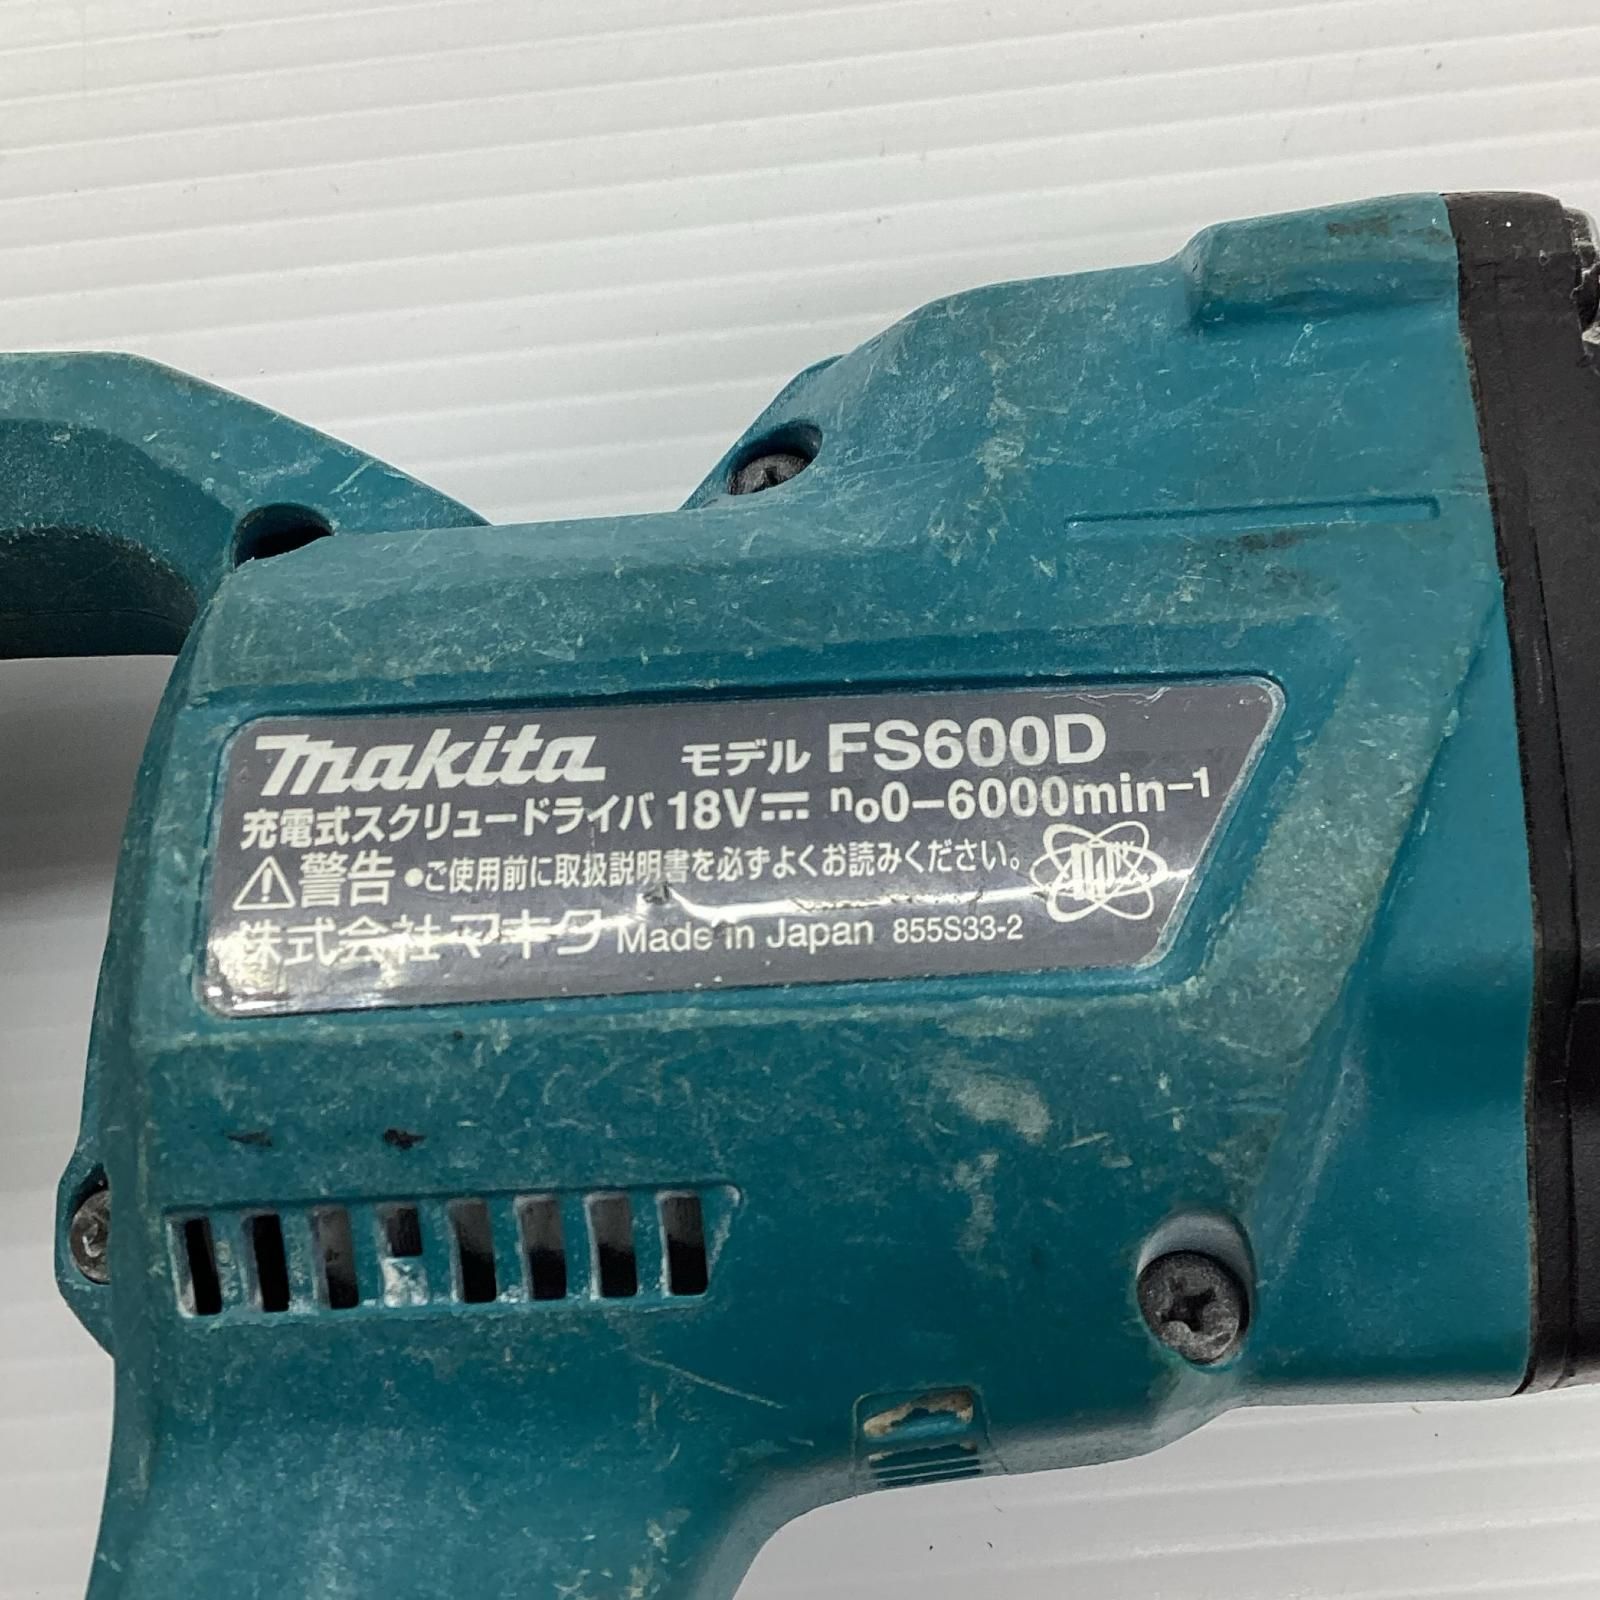 makita モデル FS600D
充電式スクリュードライバ 18V⎓ n₀0−6000min⁻¹
⚠警告 ●ご使用前に取扱説明書を必ずよくお読みください。
株式会社マキタ Made in Japan 855S33-2